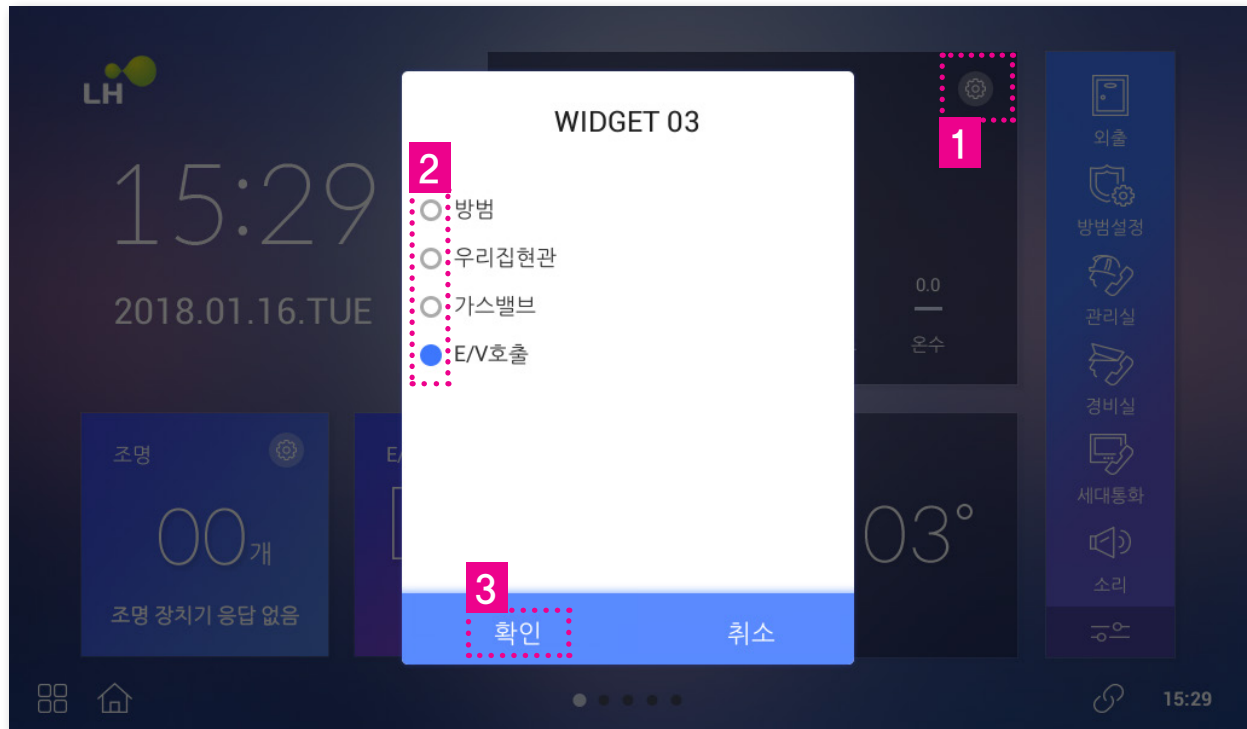 LH
15:29
2018.01.16.TUE
WIDGET 03
1
2
방범
우리집현관
가스밸브
E/V호출
3
확인
취소
0.0
온수
조명
00개
조명 장치기 응답 없음
E/
03°
외출
방범설정
관리실
경비실
세대통화
소리
15:29